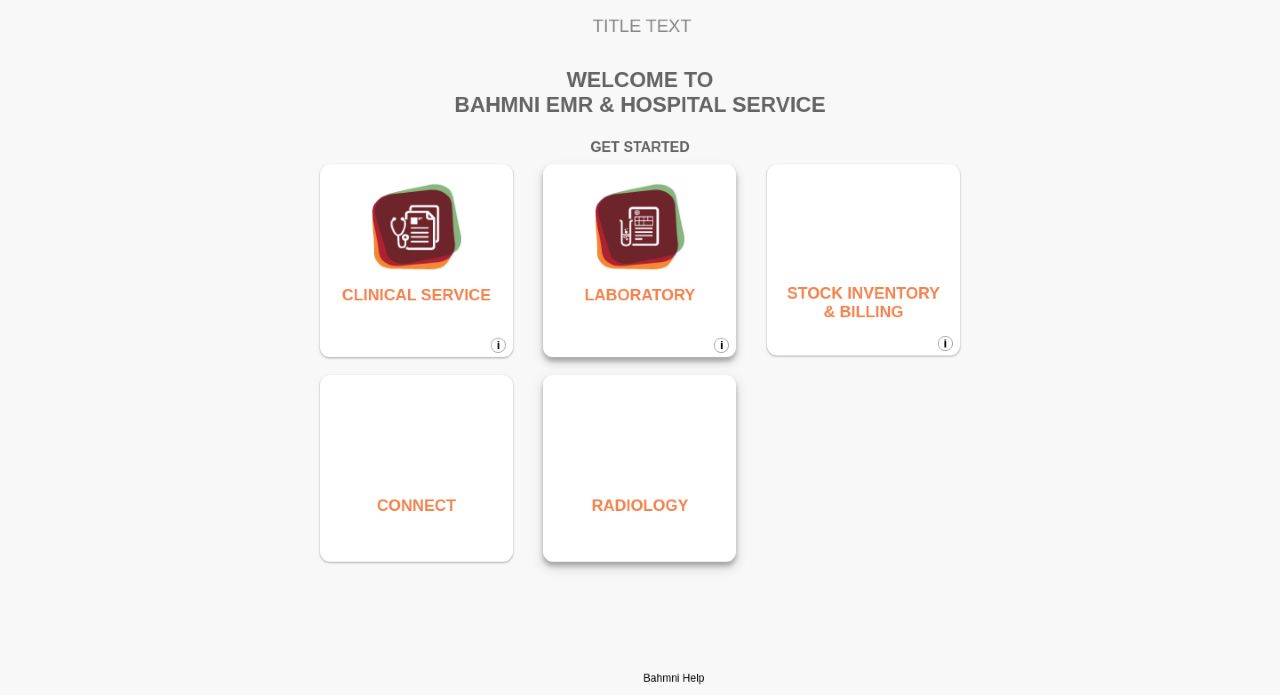 TITLE TEXT
WELCOME TO
BAHMNI EMR & HOSPITAL SERVICE
GET STARTED
CLINICAL SERVICE
i
LABORATORY
i
STOCK INVENTORY
& BILLING
i
CONNECT
RADIOLOGY
Bahmni Help